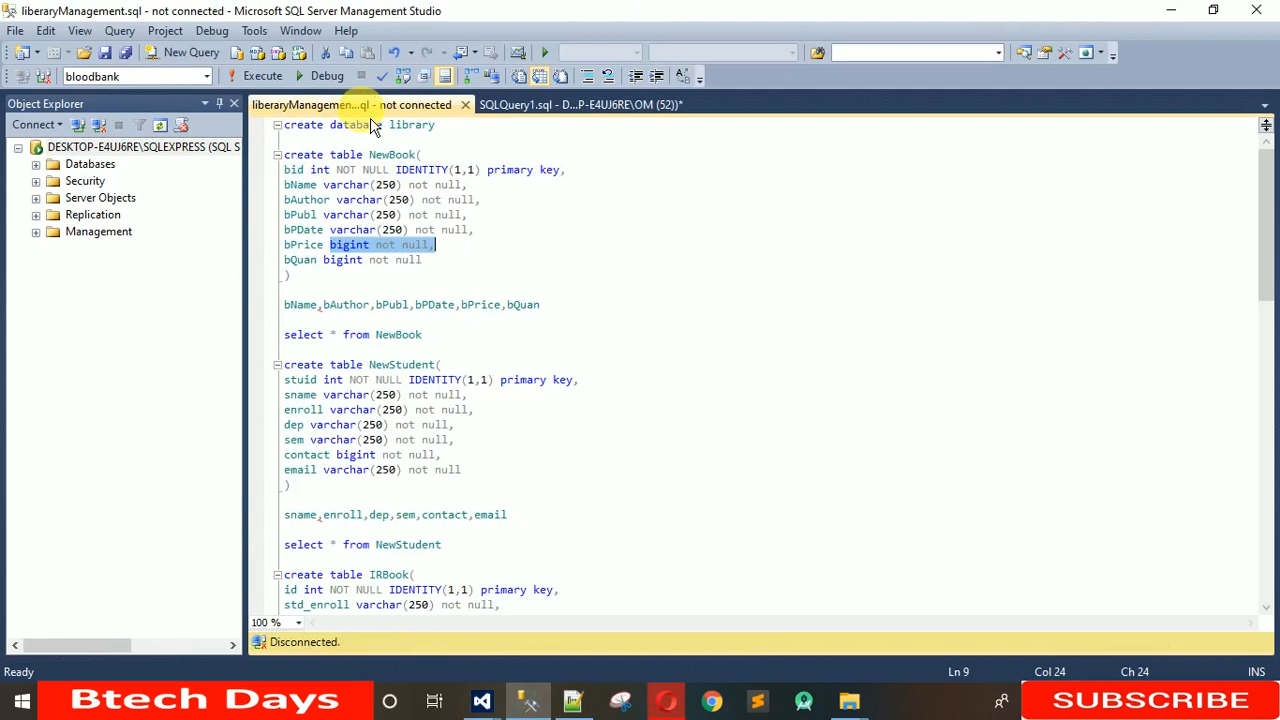 liberaryManagement.sql - not connected - Microsoft SQL Server Management Studio
File Edit View Query Project Debug Tools Window Help
New Query
bloodbank Execute Debug
Object Explorer
Connect
DESKTOP-E4UJ6RE\SQLEXPRESS (SQL S
Databases
Security
Server Objects
Replication
Management
liberaryManagemen...ql - not connected SQLQuery1.sql - D...P-E4UJ6RE\OM (52))*
create database library
create table NewBook(
bid int NOT NULL IDENTITY(1,1) primary key,
bName varchar(250) not null,
bAuthor varchar(250) not null,
bPubl varchar(250) not null,
bPDate varchar(250) not null,
bPrice bigint not null,
bQuan bigint not null
)
bName,bAuthor,bPubl,bPDate,bPrice,bQuan
select * from NewBook
create table NewStudent(
stuid int NOT NULL IDENTITY(1,1) primary key,
sname varchar(250) not null,
enroll varchar(250) not null,
dep varchar(250) not null,
sem varchar(250) not null,
contact bigint not null,
email varchar(250) not null
)
sname,enroll,dep,sem,contact,email
select * from NewStudent
create table IRBook(
id int NOT NULL IDENTITY(1,1) primary key,
std_enroll varchar(250) not null,
100 %
Disconnected.
Ready Ln 9 Col 24 Ch 24 INS
Btech Days SUBSCRIBE